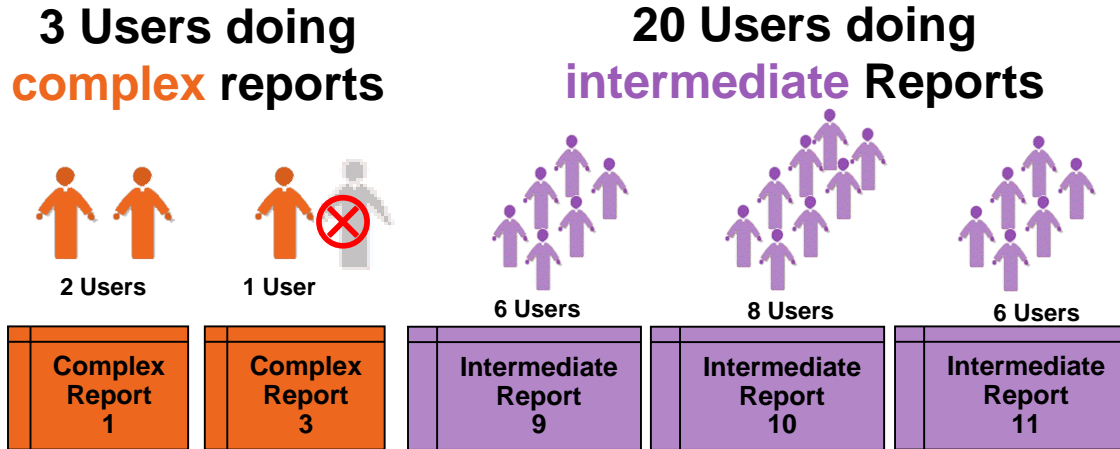 3 Users doing
complex reports
20 Users doing
intermediate Reports
2 Users
1 User
6 Users
8 Users
6 Users
Complex
Report
1
Complex
Report
3
Intermediate
Report
9
Intermediate
Report
10
Intermediate
Report
11